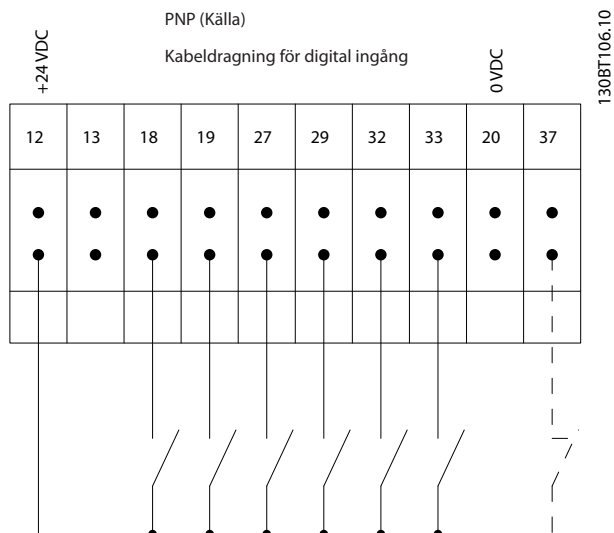 PNP (Källa)
Kabeldragning för digital ingång
+24 VDC
0 VDC
130BT106.10
12 13 18 19 27 29 32 33 20 37